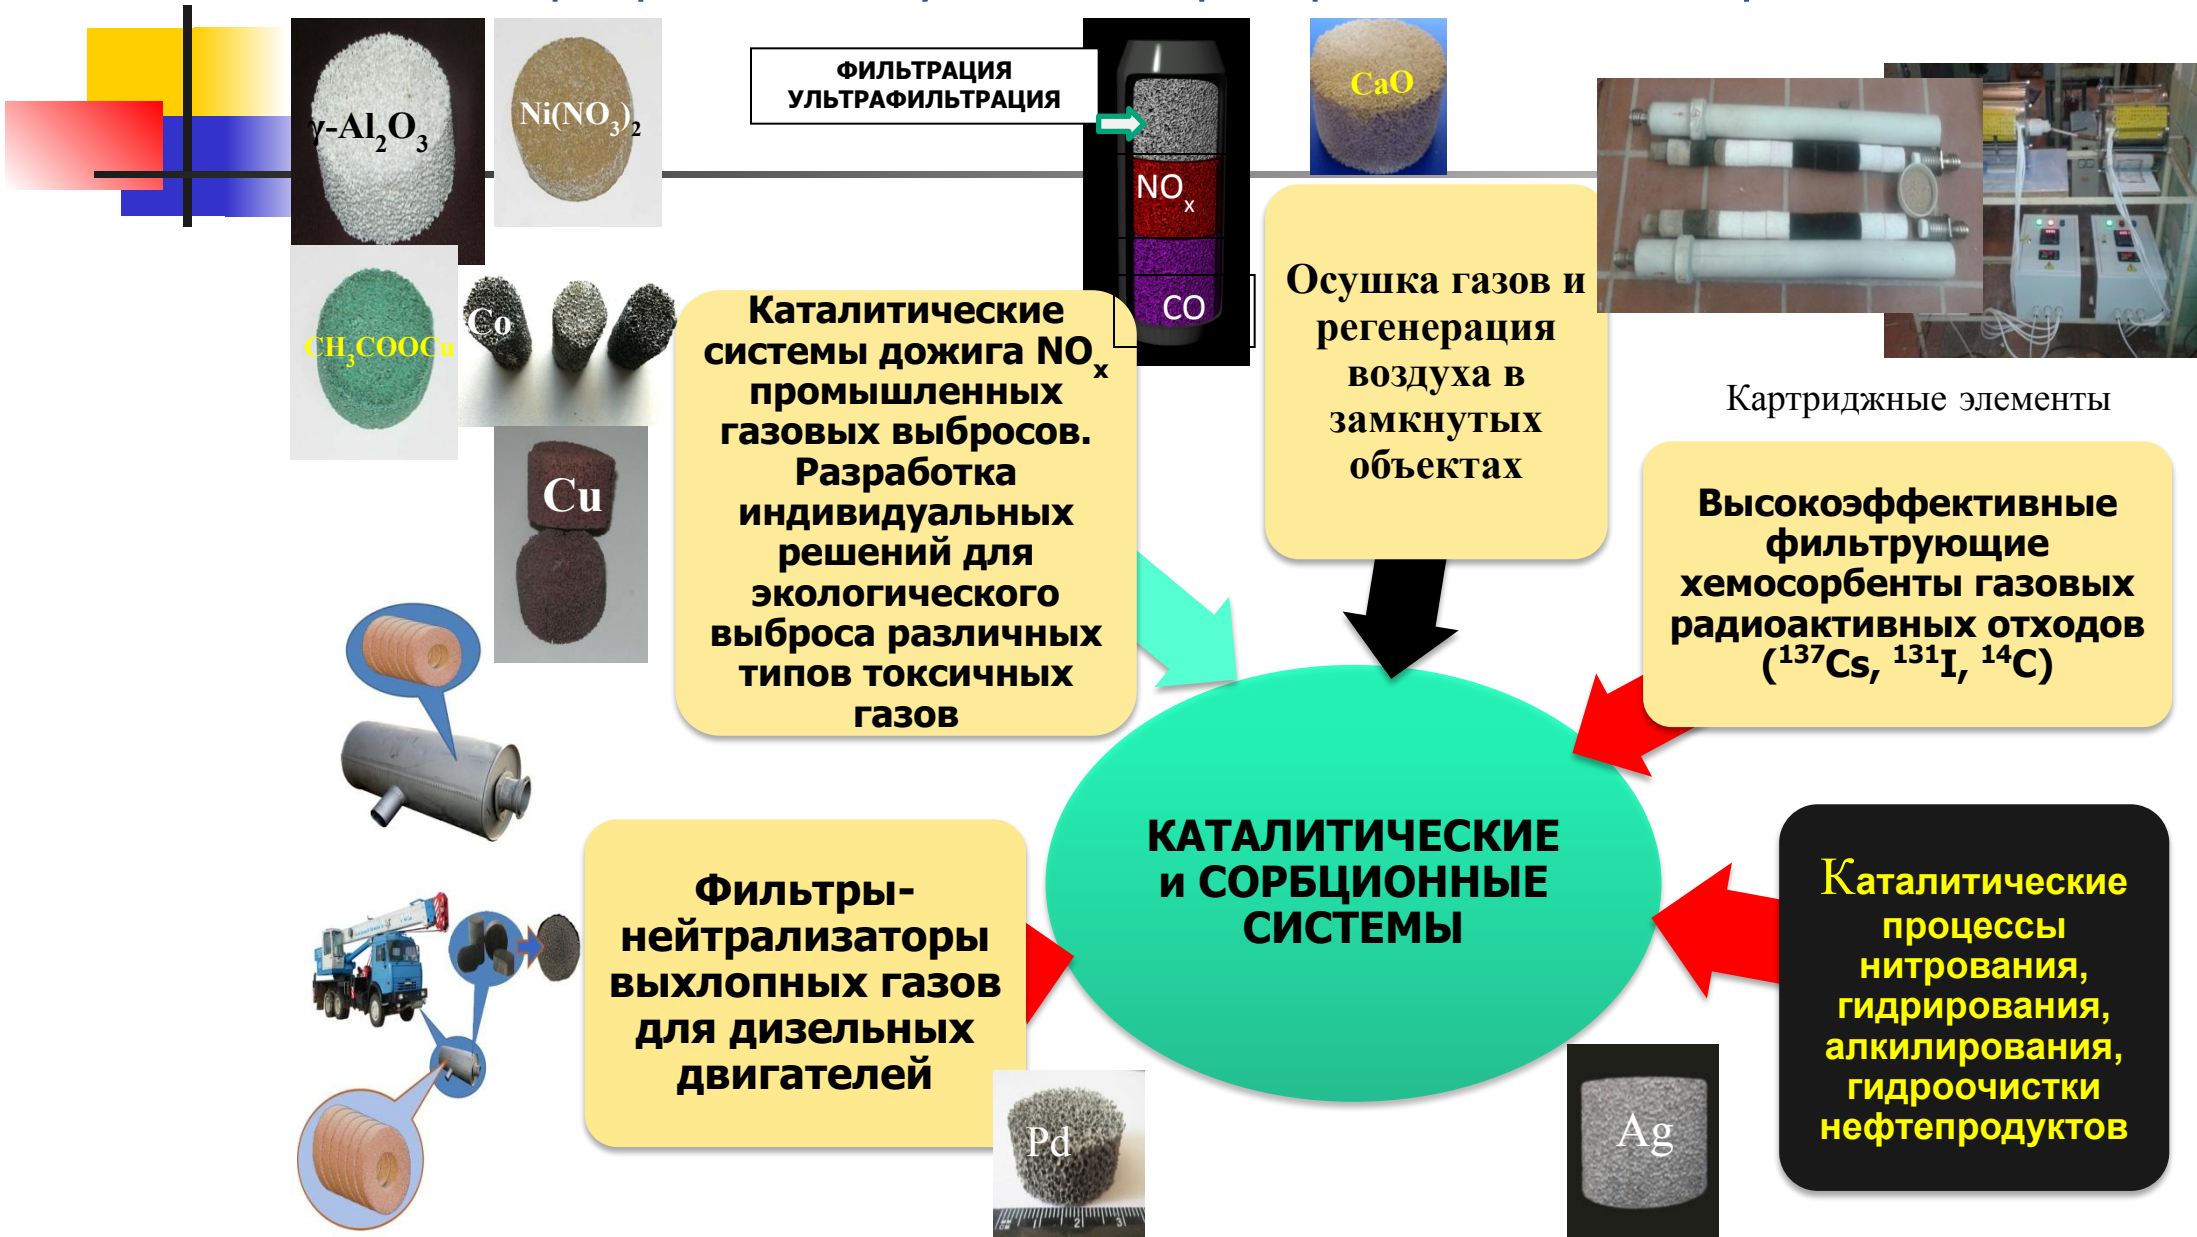 γ-Al₂O₃
Ni(NO₃)₂
ФИЛЬТРАЦИЯ
УЛЬТРАФИЛЬТРАЦИЯ
NOₓ
CO
CaO
CH₃COOCu
Co
Cu
Каталитические
системы дожига NOₓ
промышленных
газовых выбросов.
Разработка
индивидуальных
решений для
экологического
выброса различных
типов токсичных
газов
Осушка газов и
регенерация
воздуха в
замкнутых
объектах
Картриджные элементы
Высокоэффективные
фильтрующие
хемосорбенты газовых
радиоактивных отходов
(¹³⁷Cs, ¹³¹I, ¹⁴C)
КАТАЛИТИЧЕСКИЕ
и СОРБЦИОННЫЕ
СИСТЕМЫ
Фильтры-
нейтрализаторы
выхлопных газов
для дизельных
двигателей
Каталитические
процессы
нитрования,
гидрирования,
алкилирования,
гидроочистки
нефтепродуктов
Pd
2 3
Ag